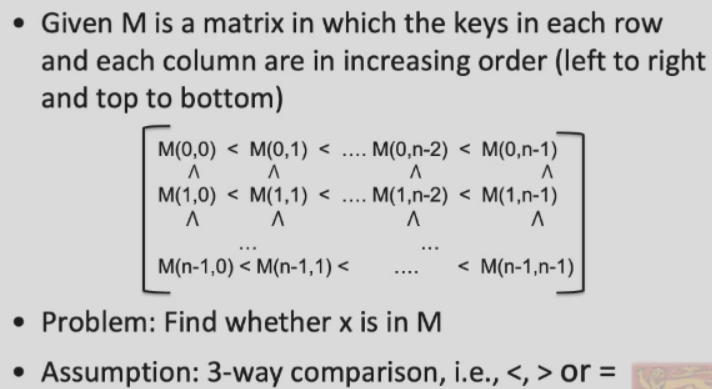 • Given M is a matrix in which the keys in each row
and each column are in increasing order (left to right
and top to bottom)
M(0,0) < M(0,1) < .... M(0,n-2) < M(0,n-1)
Λ Λ Λ Λ
M(1,0) < M(1,1) < .... M(1,n-2) < M(1,n-1)
Λ Λ Λ Λ
... ...
M(n-1,0) < M(n-1,1) < .... < M(n-1,n-1)
• Problem: Find whether x is in M
• Assumption: 3-way comparison, i.e., <, > or =